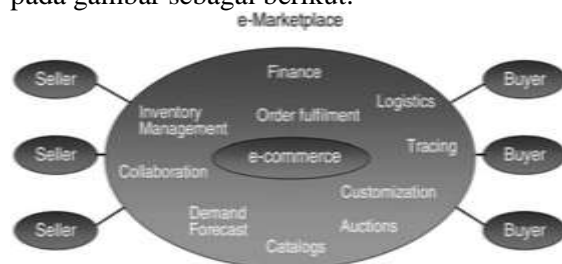 pada gambar sebagai berikut.
e-Marketplace
Seller
Finance
Buyer
Logistics
Inventory
Management
Order fulfilment
Seller
e-commerce
Tracing
Buyer
Collaboration
Customization
Demand
Forecast
Auctions
Seller
Catalogs
Buyer